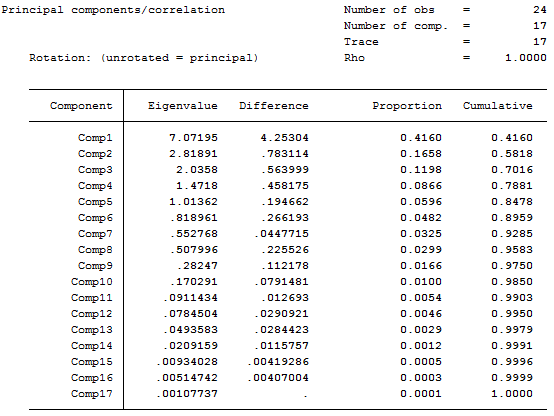 Principal components/correlation Number of obs = 24
Number of comp. = 17
Trace = 17
Rotation: (unrotated = principal) Rho = 1.0000
Component Eigenvalue Difference Proportion Cumulative
Comp1 7.07195 4.25304 0.4160 0.4160
Comp2 2.81891 .783114 0.1658 0.5818
Comp3 2.0358 .563999 0.1198 0.7016
Comp4 1.4718 .458175 0.0866 0.7881
Comp5 1.01362 .194662 0.0596 0.8478
Comp6 .818961 .266193 0.0482 0.8959
Comp7 .552768 .0447715 0.0325 0.9285
Comp8 .507996 .225526 0.0299 0.9583
Comp9 .28247 .112178 0.0166 0.9750
Comp10 .170291 .0791481 0.0100 0.9850
Comp11 .0911434 .012693 0.0054 0.9903
Comp12 .0784504 .0290921 0.0046 0.9950
Comp13 .0493583 .0284423 0.0029 0.9979
Comp14 .0209159 .0115757 0.0012 0.9991
Comp15 .00934028 .00419286 0.0005 0.9996
Comp16 .00514742 .00407004 0.0003 0.9999
Comp17 .00107737 . 0.0001 1.0000